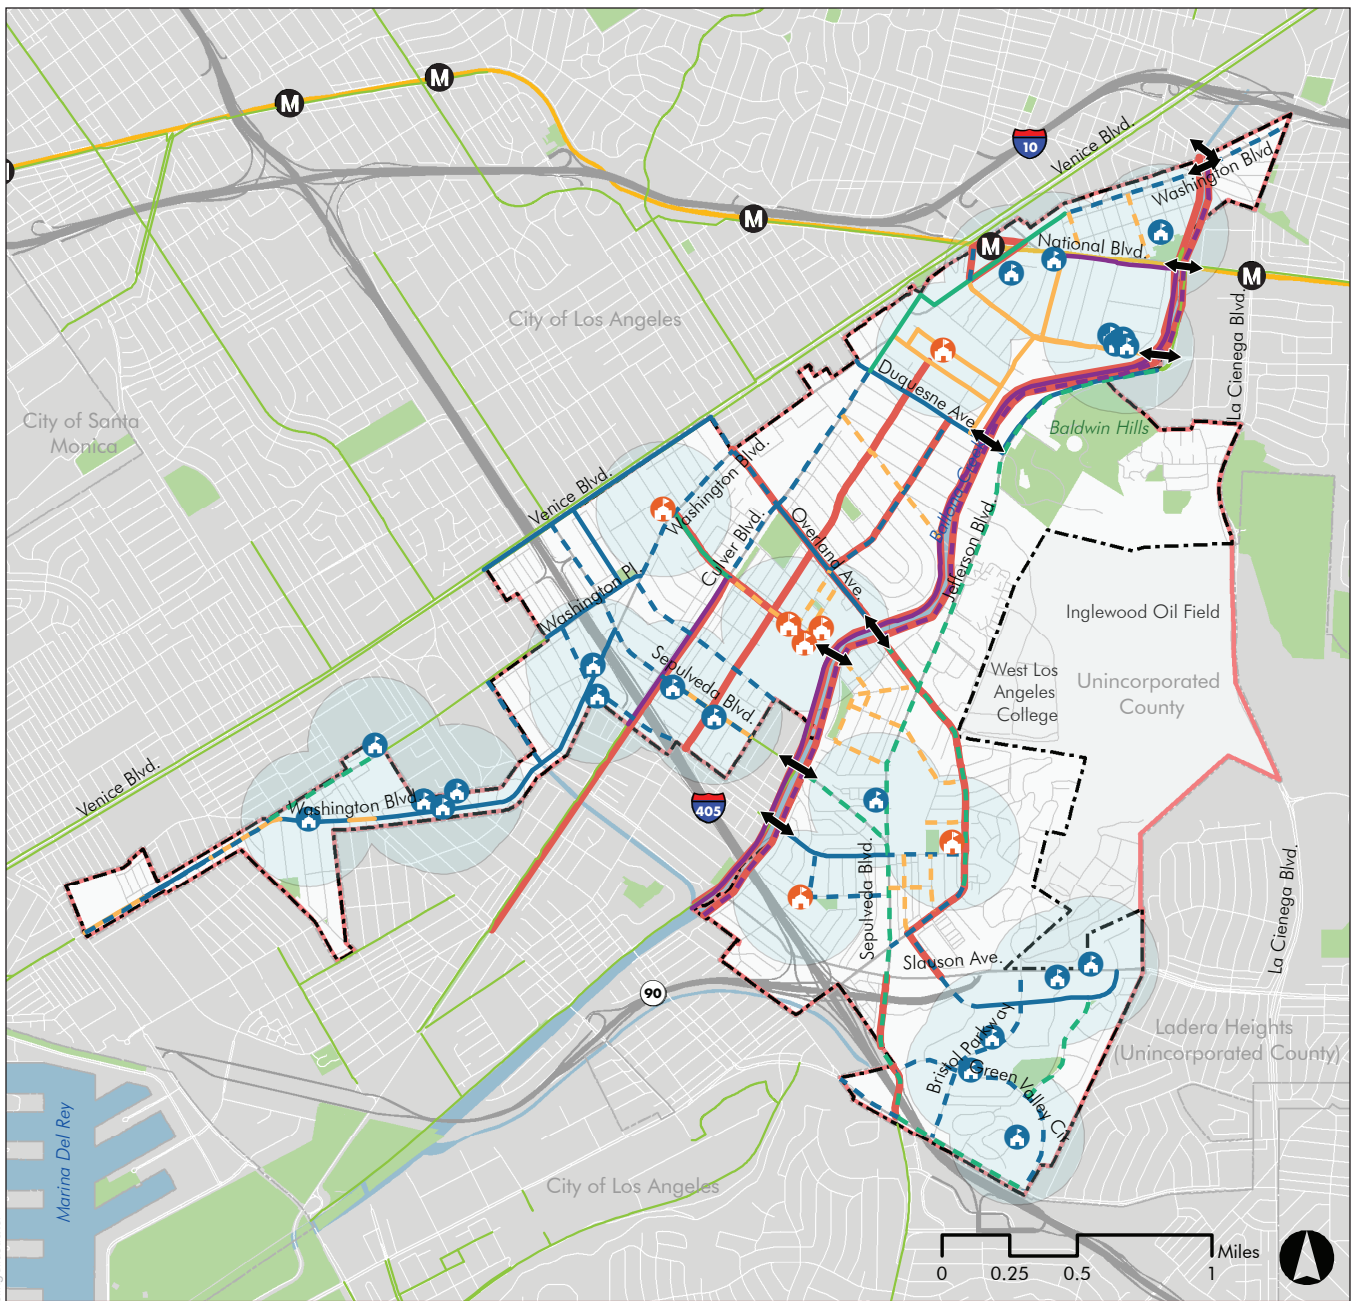 M
M
10
Venice Blvd.
Washington Blvd.
M
M
National Blvd.
M
City of Los Angeles
La Cienega Blvd.
Duquesne Ave.
City of Santa
Monica
Baldwin Hills
Washington Blvd.
Venice Blvd.
Culver Blvd.
Overland Ave.
Jefferson Blvd.
Washington Pl.
Inglewood Oil Field
West Los
Angeles
College
Unincorporated
County
Sepulveda Blvd.
Venice Blvd.
Washington Blvd.
405
Sepulveda Blvd.
La Cienega Blvd.
Slauson Ave.
90
Bristol Parkway
Ladera Heights
(Unincorporated County)
Green Valley Cir
Marina Del Rey
City of Los Angeles
Miles
0
0.25
0.5
1